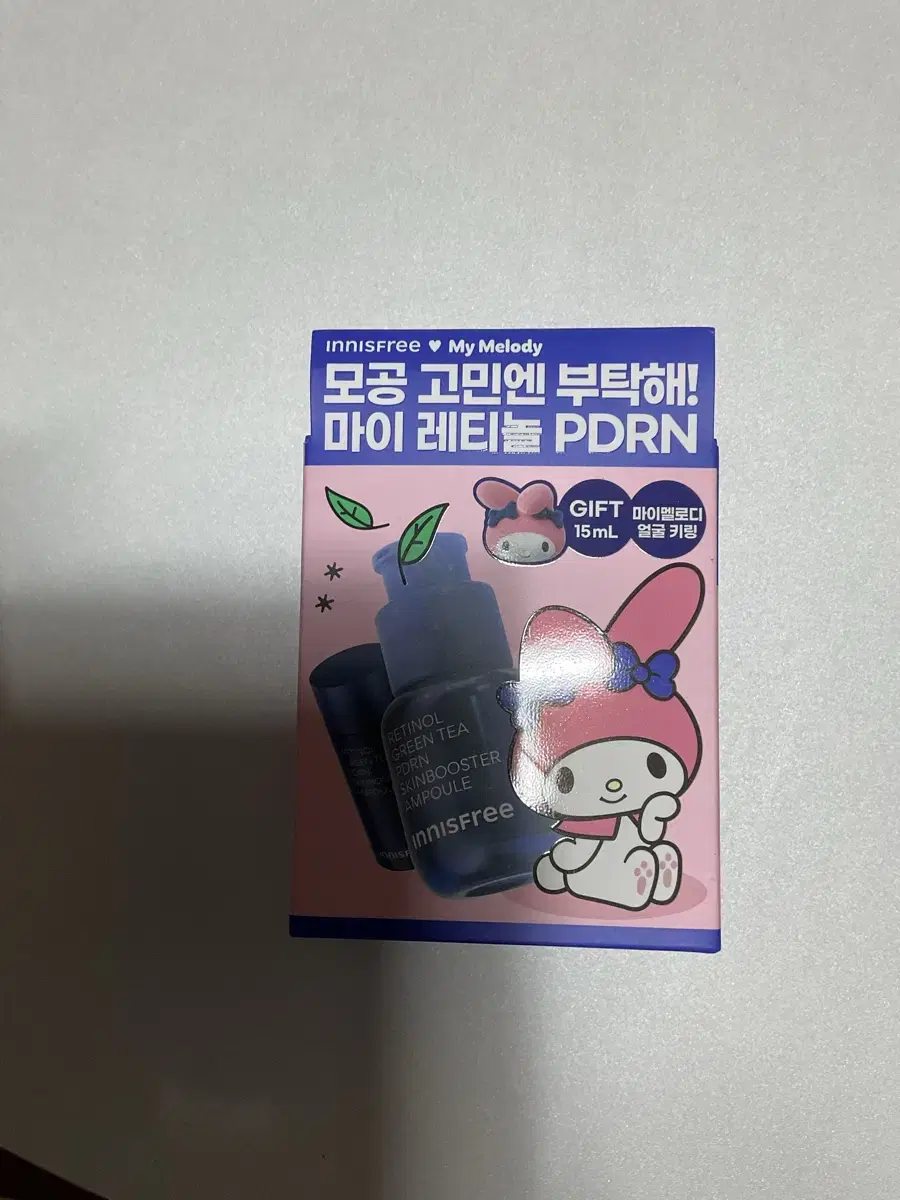 innisfree ♥ My Melody
모공 고민엔 부탁해!
마이 레티놀 PDRN
GIFT
15mL
마이멜로디
얼굴 키링
RETINOL
GREEN TEA
PDRN
SKINBOOSTER
AMPOULE
innisfree